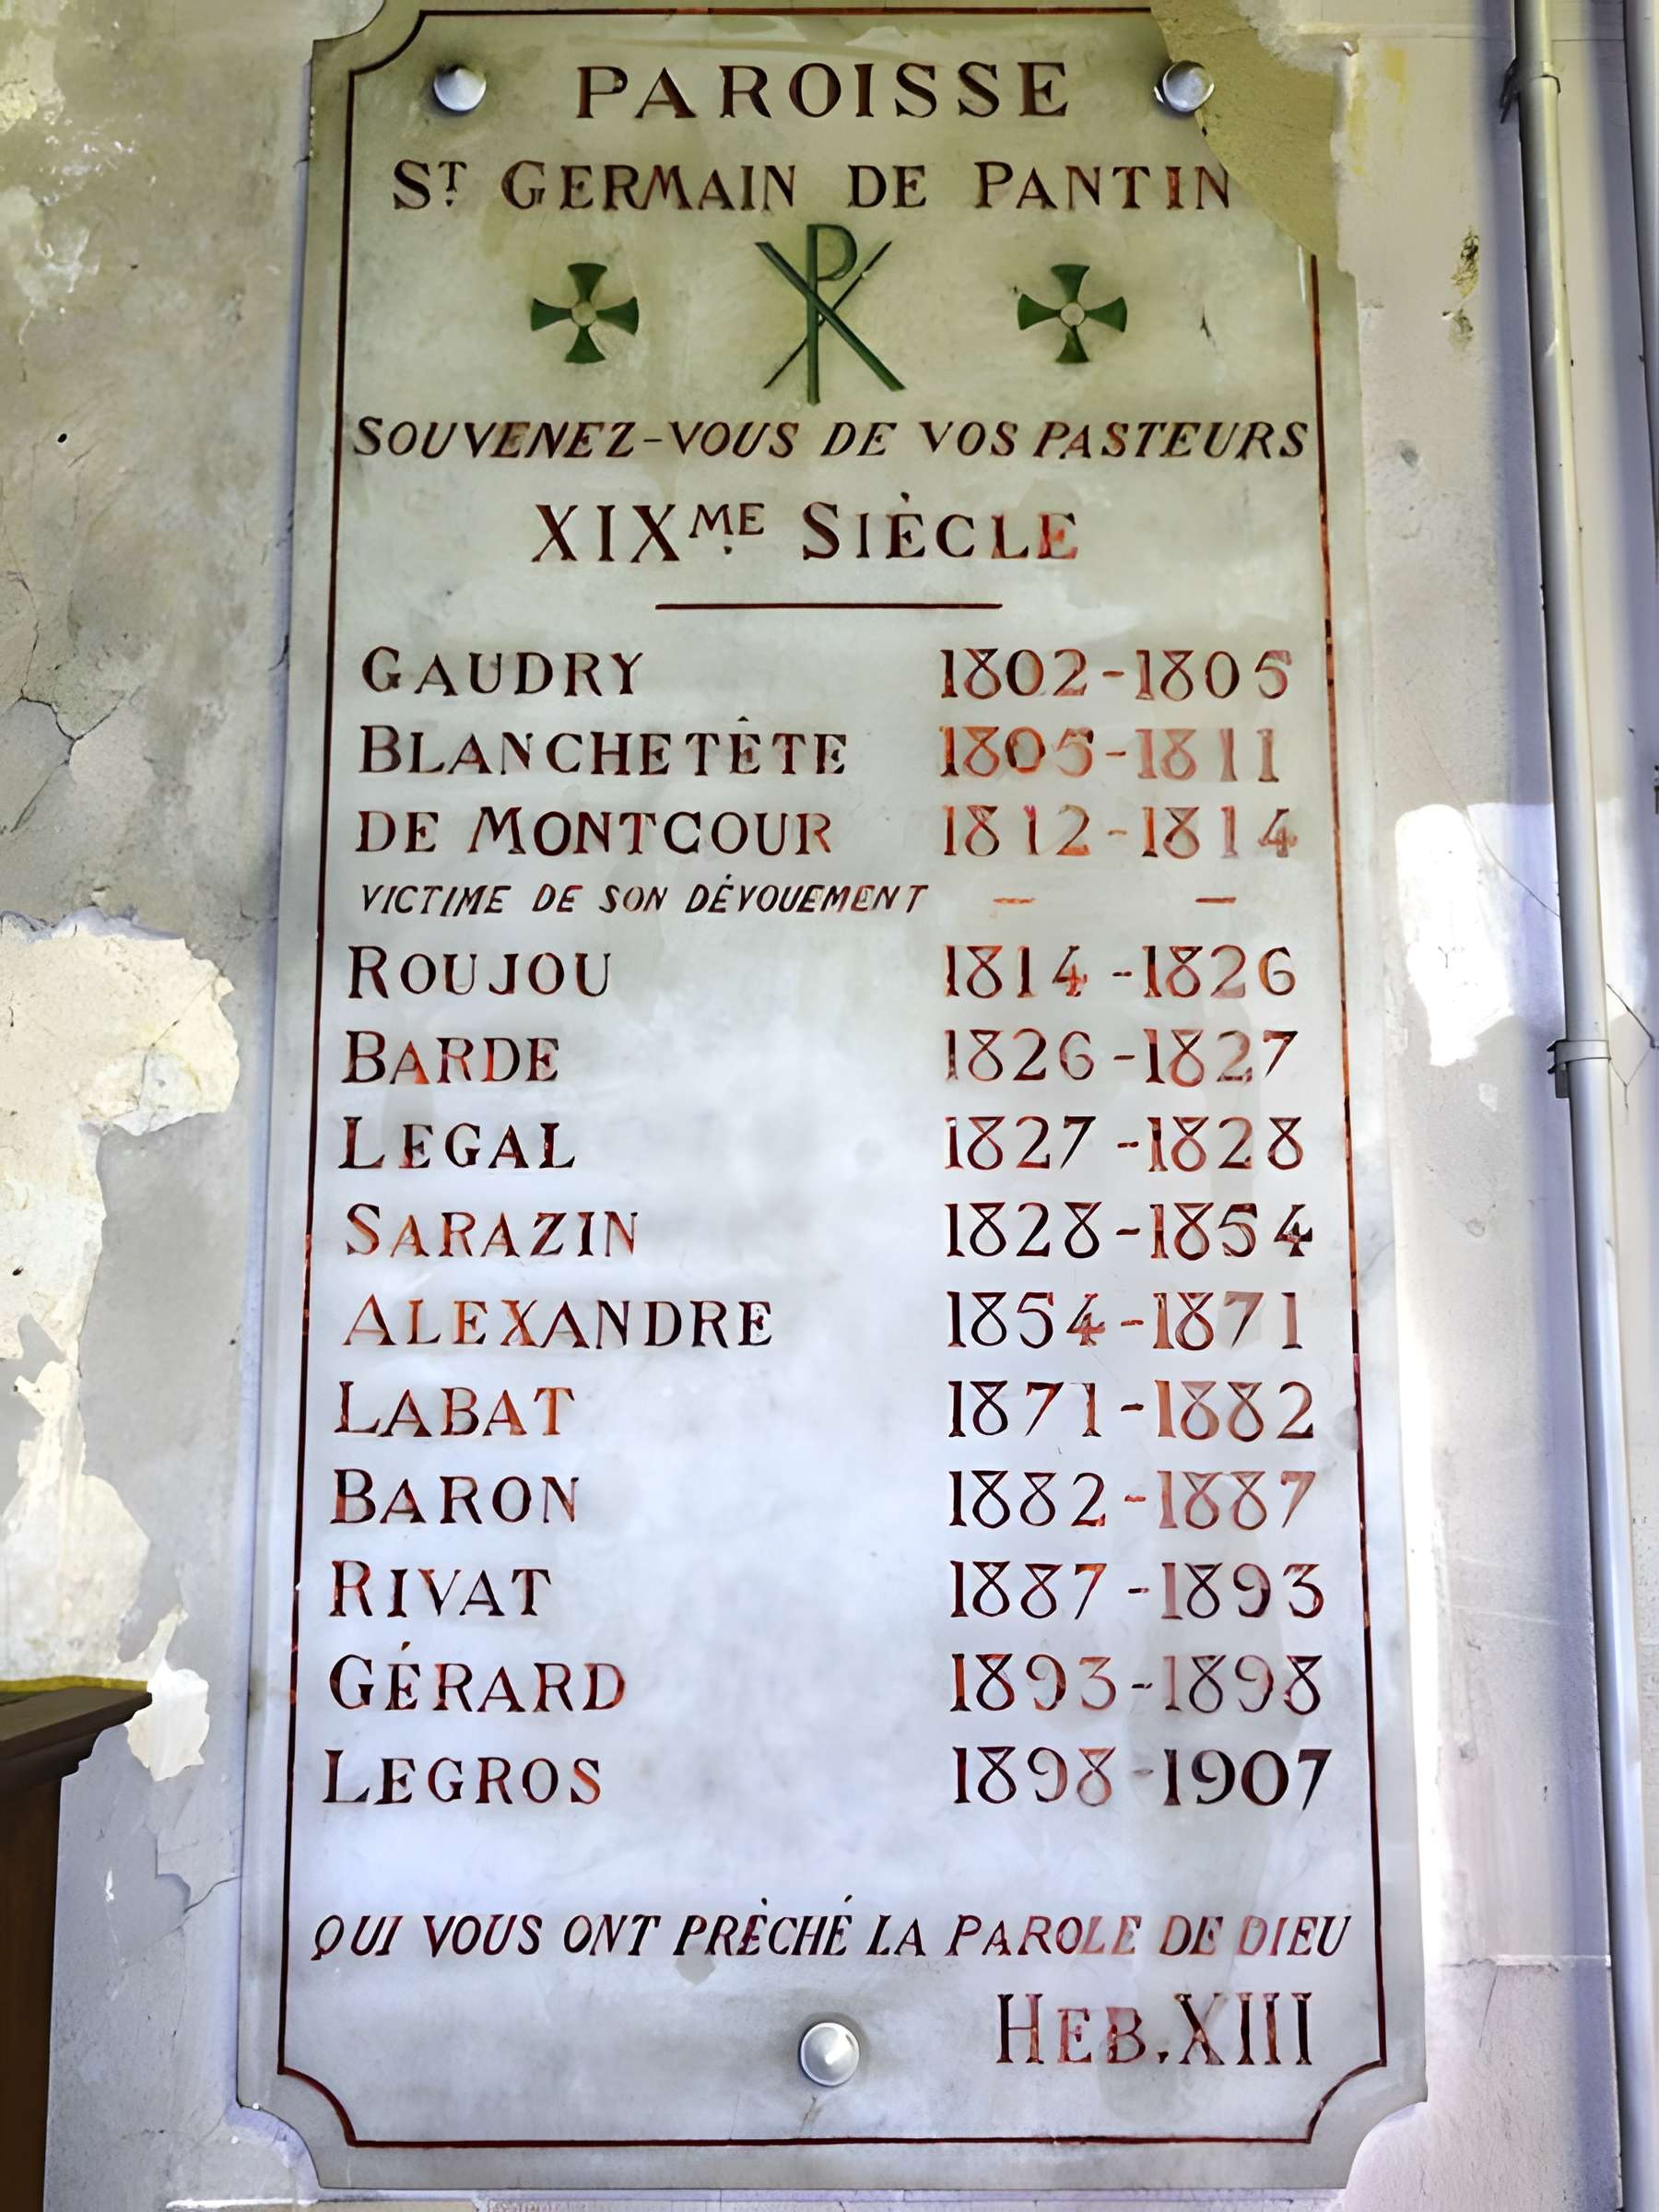 PAROISSE
ST GERMAIN DE PANTIN
SOUVENEZ-VOUS DE VOS PASTEURS
XIXME SIÈCLE
GAUDRY 1802-1805
BLANCHETÊTE 1805-1811
DE MONTCOUR 1812-1814
VICTIME DE SON DÉVOUEMENT — —
ROUJOU 1814-1826
BARDE 1826-1827
LEGAL 1827-1828
SARAZIN 1828-1854
ALEXANDRE 1854-1871
LABAT 1871-1882
BARON 1882-1887
RIVAT 1887-1893
GÉRARD 1893-1898
LEGROS 1898-1907
QUI VOUS ONT PRÈCHÉ LA PAROLE DE DIEU
HEB.XIII